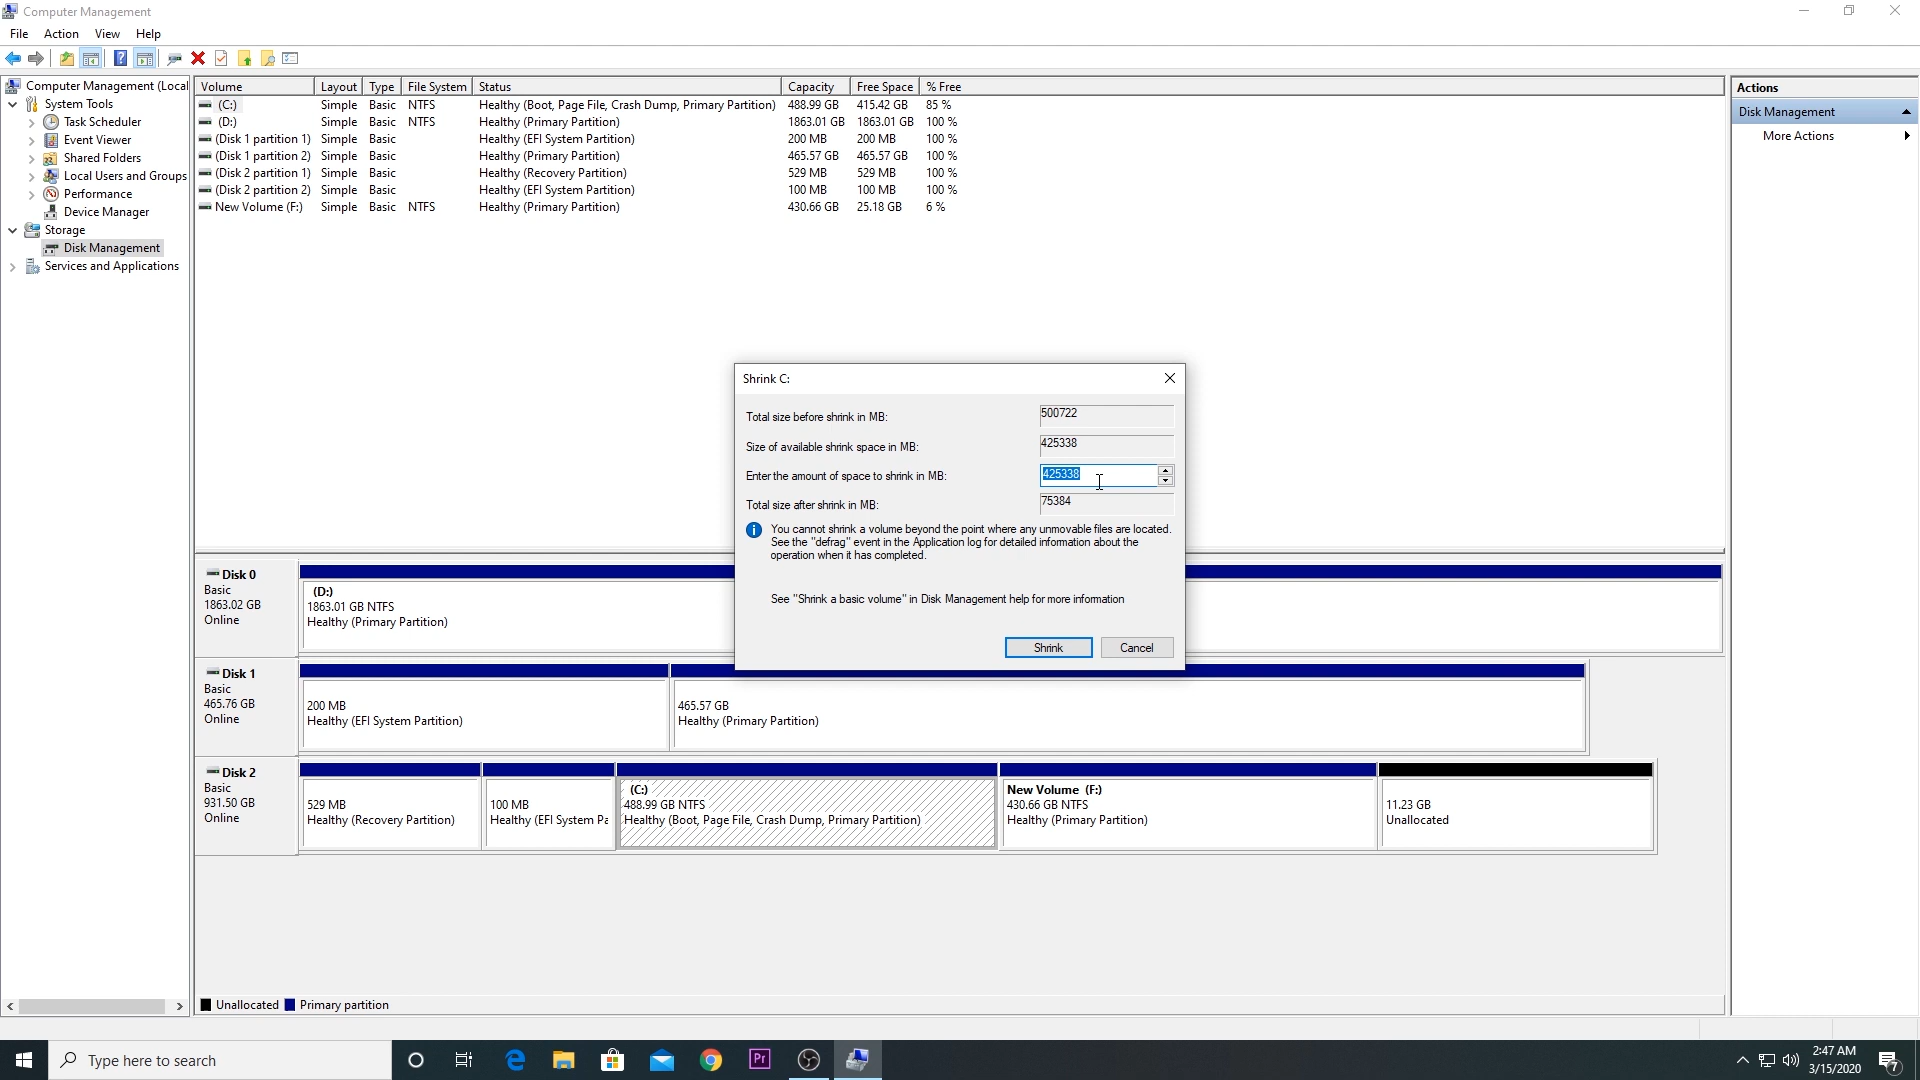 Computer Management
File Action View Help
Computer Management (Local
System Tools
Task Scheduler
Event Viewer
Shared Folders
Local Users and Groups
Performance
Device Manager
Storage
Disk Management
Services and Applications
Volume Layout Type File System Status Capacity Free Space % Free
(C:) Simple Basic NTFS Healthy (Boot, Page File, Crash Dump, Primary Partition) 488.99 GB 415.42 GB 85 %
(D:) Simple Basic NTFS Healthy (Primary Partition) 1863.01 GB 1863.01 GB 100 %
(Disk 1 partition 1) Simple Basic Healthy (EFI System Partition) 200 MB 200 MB 100 %
(Disk 1 partition 2) Simple Basic Healthy (Primary Partition) 465.57 GB 465.57 GB 100 %
(Disk 2 partition 1) Simple Basic Healthy (Recovery Partition) 529 MB 529 MB 100 %
(Disk 2 partition 2) Simple Basic Healthy (EFI System Partition) 100 MB 100 MB 100 %
New Volume (F:) Simple Basic NTFS Healthy (Primary Partition) 430.66 GB 25.18 GB 6 %
Actions
Disk Management
More Actions
Shrink C:
Total size before shrink in MB: 500722
Size of available shrink space in MB: 425338
Enter the amount of space to shrink in MB: 425338
Total size after shrink in MB: 75384
You cannot shrink a volume beyond the point where any unmovable files are located.
See the "defrag" event in the Application log for detailed information about the
operation when it has completed.
See "Shrink a basic volume" in Disk Management help for more information
Shrink Cancel
Disk 0
Basic
1863.02 GB
Online
(D:)
1863.01 GB NTFS
Healthy (Primary Partition)
Disk 1
Basic
465.76 GB
Online
200 MB
Healthy (EFI System Partition)
465.57 GB
Healthy (Primary Partition)
Disk 2
Basic
931.50 GB
Online
529 MB
Healthy (Recovery Partition)
100 MB
Healthy (EFI System Pa
(C:)
488.99 GB NTFS
Healthy (Boot, Page File, Crash Dump, Primary Partition)
New Volume (F:)
430.66 GB NTFS
Healthy (Primary Partition)
11.23 GB
Unallocated
Unallocated Primary partition
Type here to search
Pr
2:47 AM
3/15/2020
7